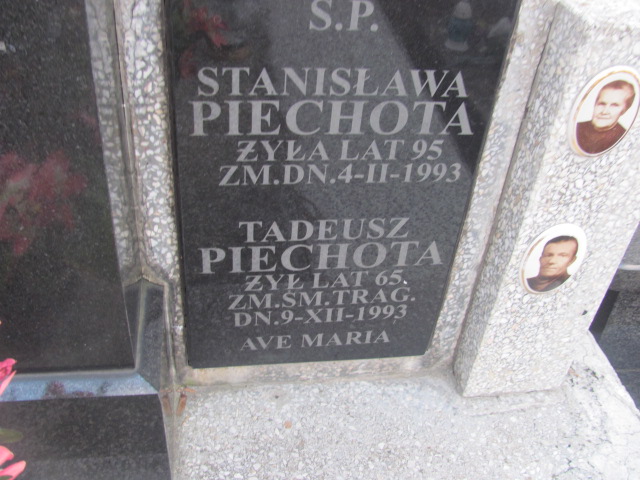 Ś.P.
STANISŁAWA
PIECHOTA
ŻYŁA LAT 95
ZM.DN.4-II-1993
TADEUSZ
PIECHOTA
ŻYŁ LAT 65.
ZM.ŚM.TRAG.
DN.9-XII-1993
AVE MARIA